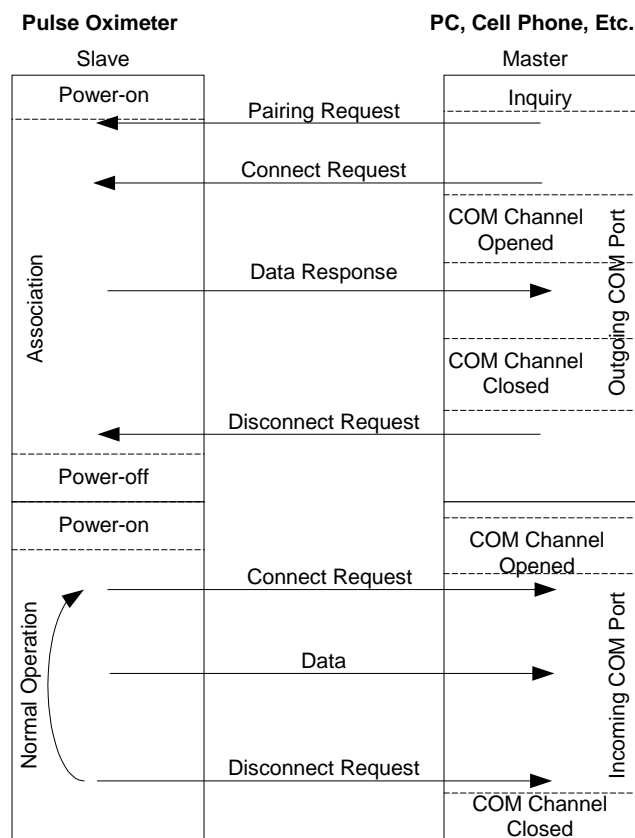 Pulse Oximeter
PC, Cell Phone, Etc.
Slave
Master
Power-on
Inquiry
Pairing Request
Connect Request
COM Channel
Opened
Data Response
Association
Outgoing COM Port
COM Channel
Closed
Disconnect Request
Power-off
Power-on
COM Channel
Opened
Connect Request
Data
Normal Operation
Incoming COM Port
Disconnect Request
COM Channel
Closed